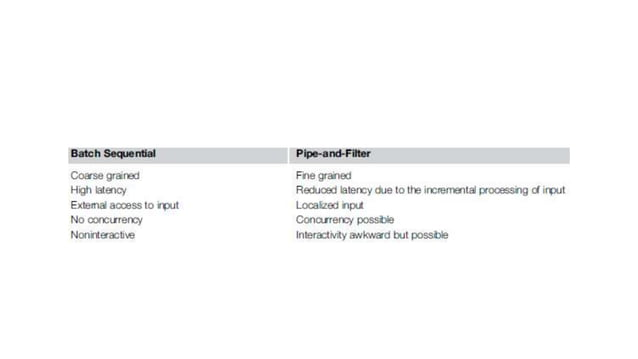 Batch Sequential Pipe-and-Filter
Coarse grained Fine grained
High latency Reduced latency due to the incremental processing of input
External access to input Localized input
No concurrency Concurrency possible
Noninteractive Interactivity awkward but possible